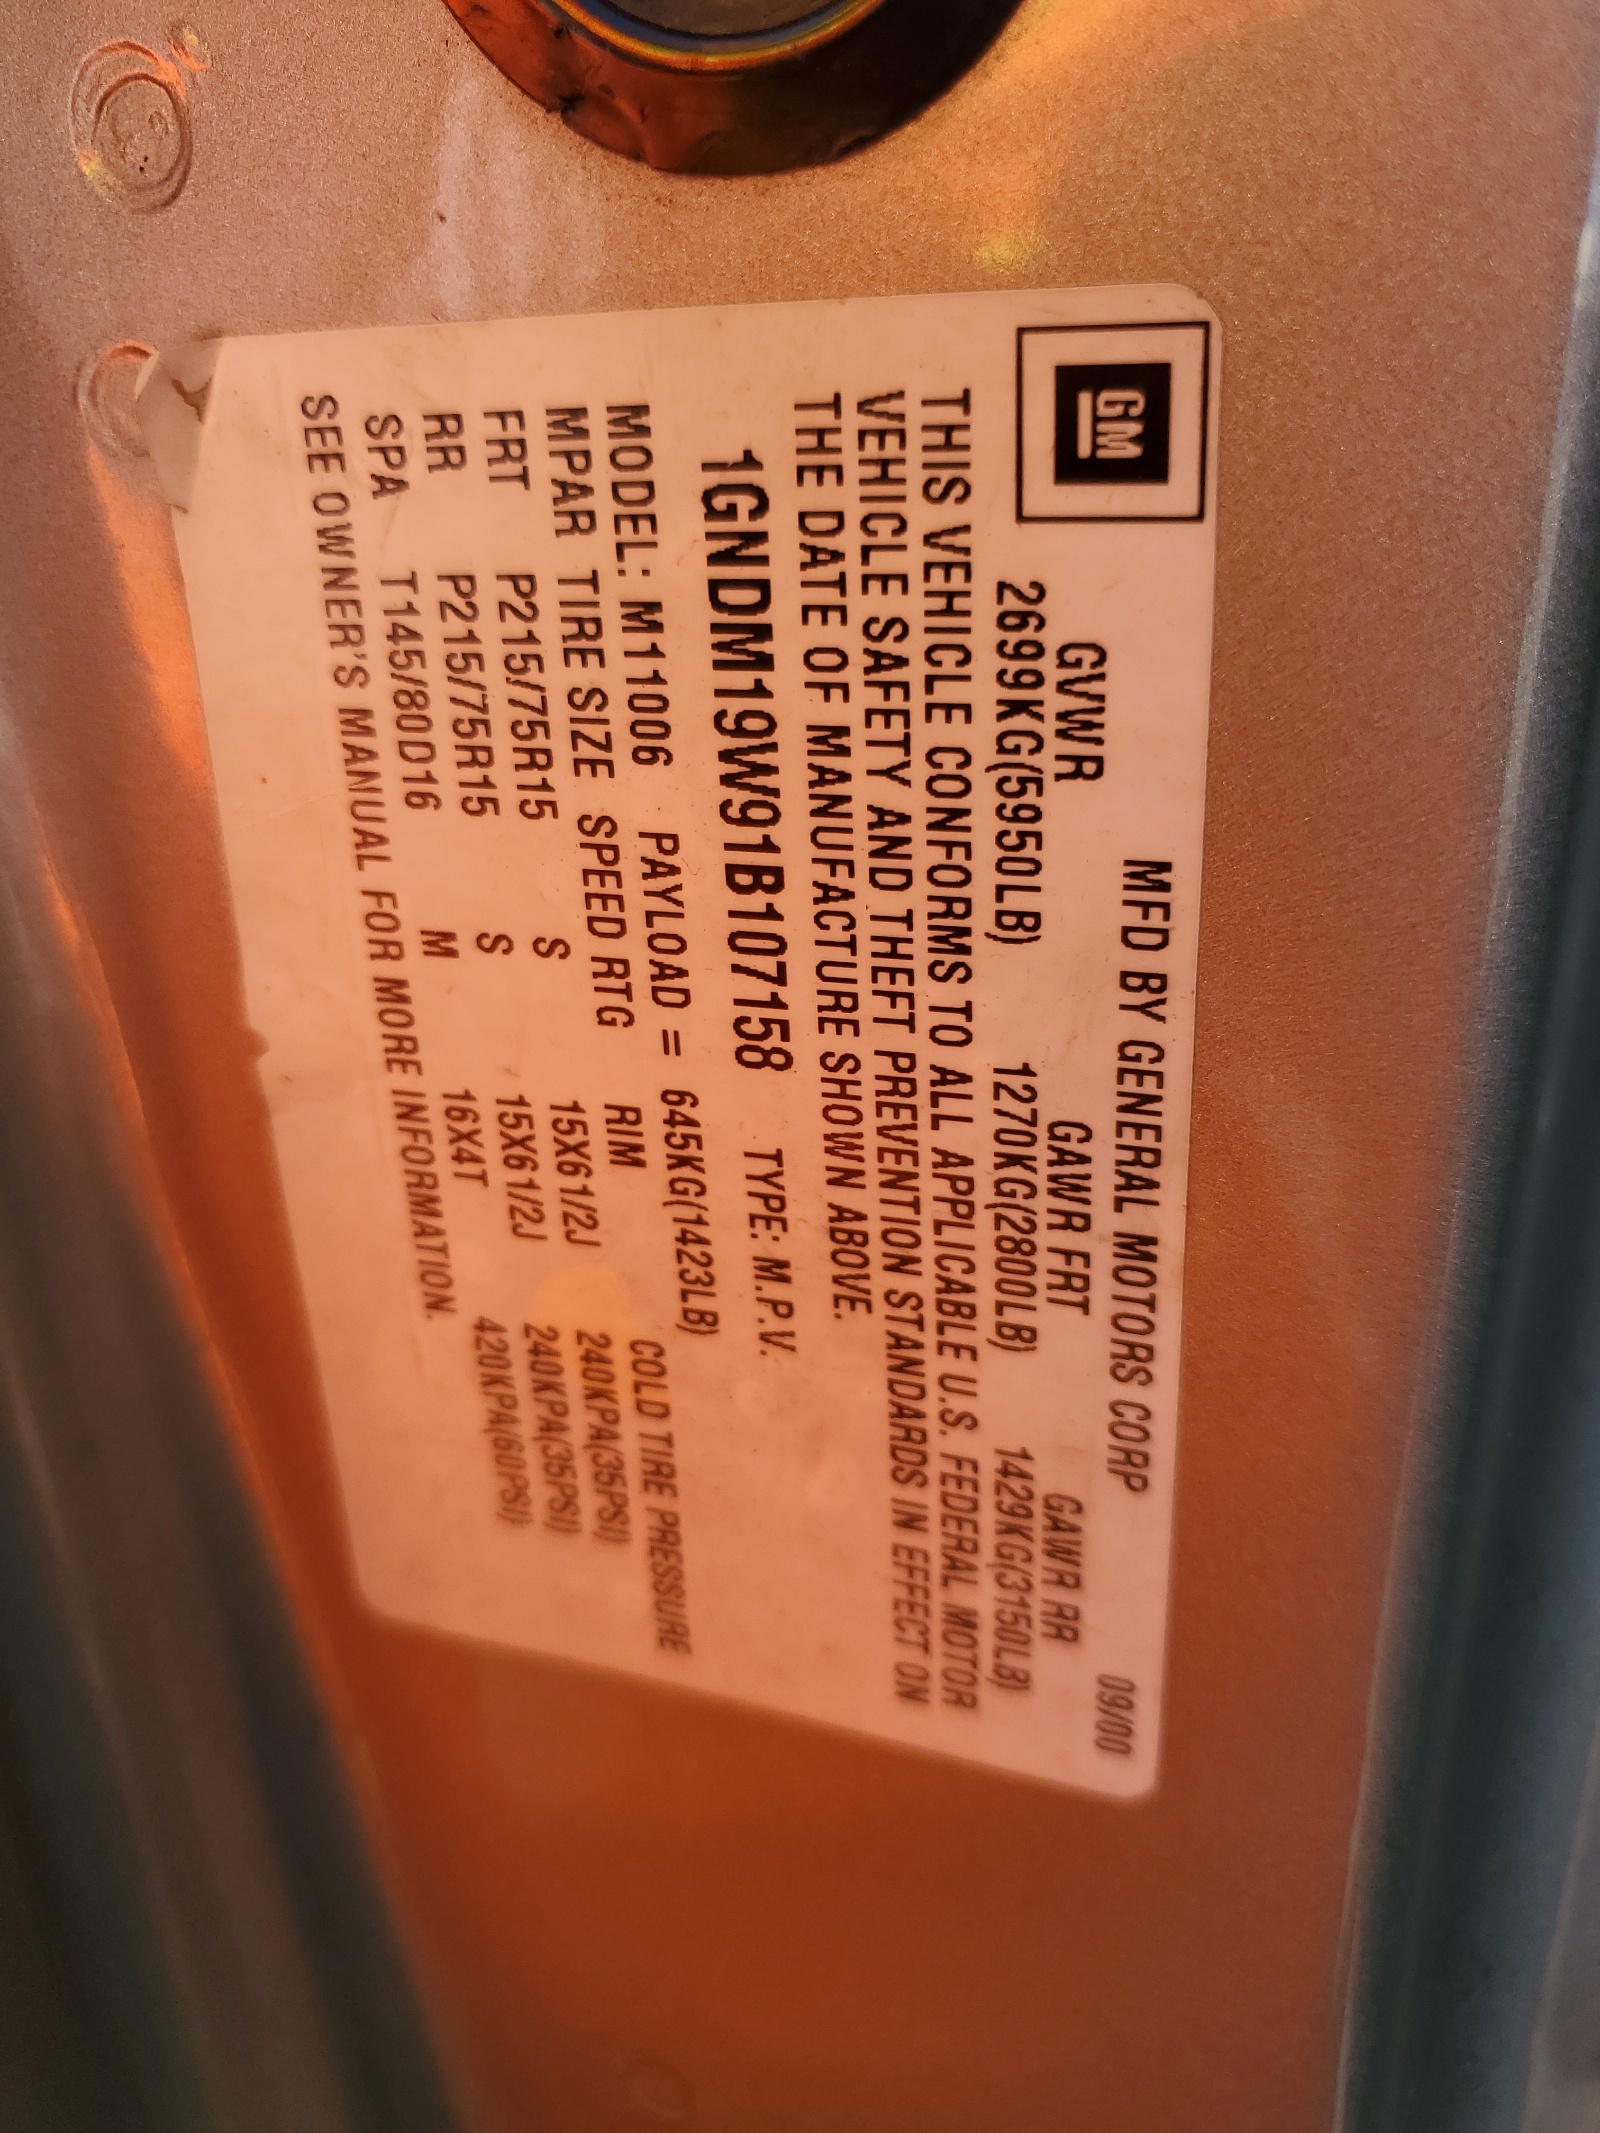 GM
MFD BY GENERAL MOTORS CORP 09/00
GVWR GAWR FRT GAWR RR
2699KG(5950LB) 1270KG(2800LB) 1429KG(3150LB)
THIS VEHICLE CONFORMS TO ALL APPLICABLE U.S. FEDERAL MOTOR
VEHICLE SAFETY AND THEFT PREVENTION STANDARDS IN EFFECT ON
THE DATE OF MANUFACTURE SHOWN ABOVE.
1GNDM19W91B107158 TYPE: M.P.V.
MODEL: M11006 PAYLOAD = 645KG(1423LB)
MPAR TIRE SIZE SPEED RTG RIM COLD TIRE PRESSURE
FRT P215/75R15 S 15X61/2J 240KPA(35PSI)
RR P215/75R15 S 15X61/2J 240KPA(35PSI)
SPA T145/80D16 M 16X4T 420KPA(60PSI)
SEE OWNER'S MANUAL FOR MORE INFORMATION.